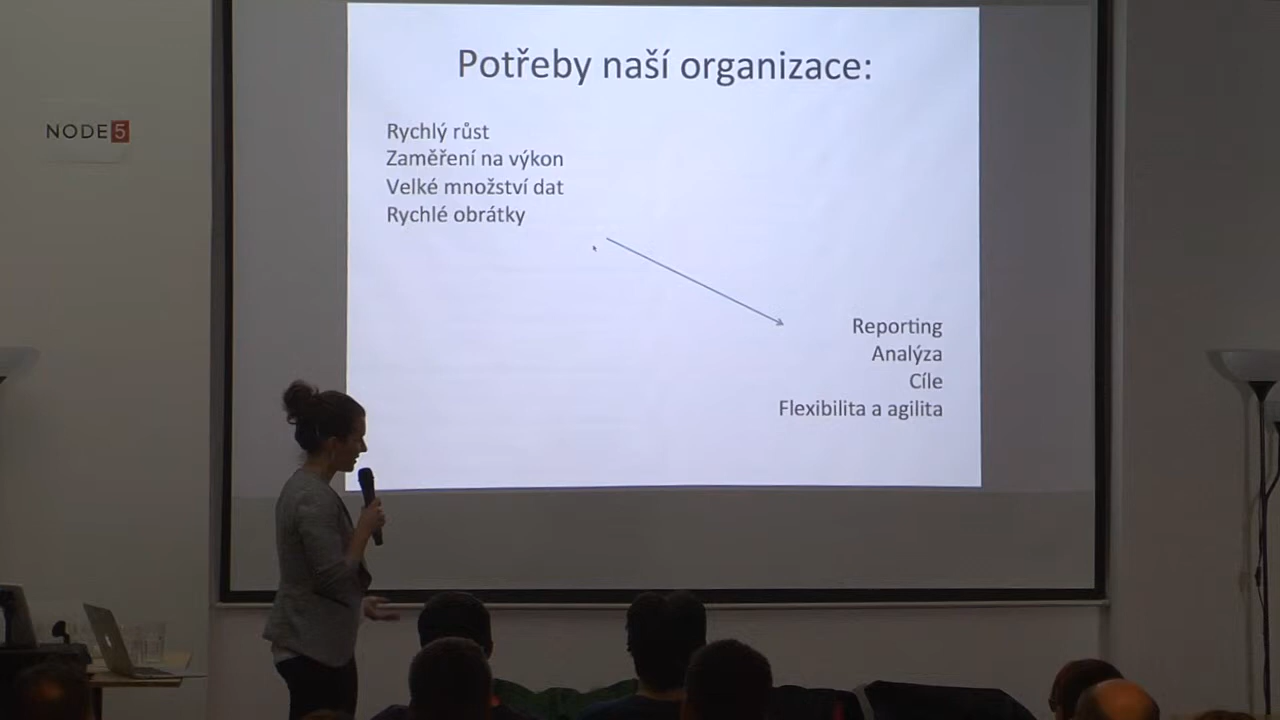 Potřeby naší organizace:
NODE5
Rychlý růst
Zaměření na výkon
Velké množství dat
Rychlé obrátky
Reporting
Analýza
Cíle
Flexibilita a agilita